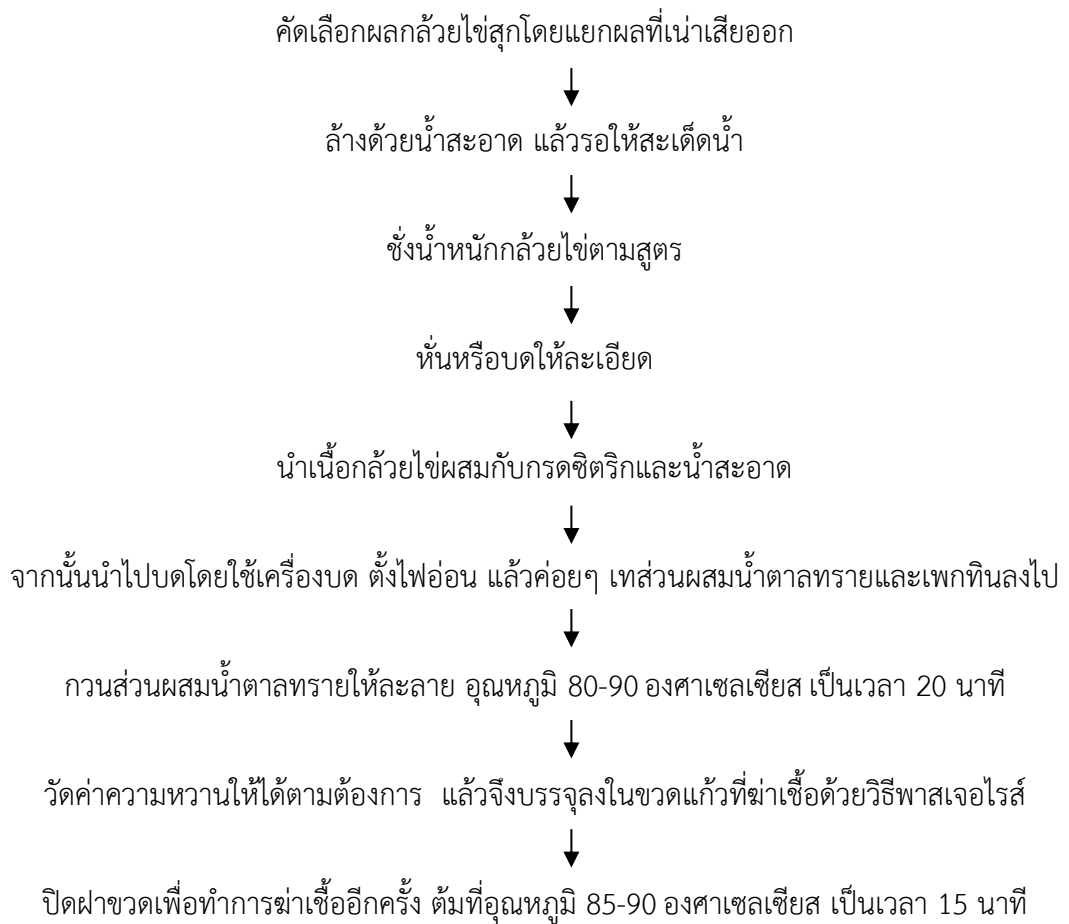 คัดเลือกผลกล้วยไข่สุกโดยแยกผลที่เน่าเสียออก
ล้างด้วยน้ำสะอาด แล้วรอให้สะเด็ดน้ำ
ชั่งน้ำหนักกล้วยไข่ตามสูตร
หั่นหรือบดให้ละเอียด
นำเนื้อกล้วยไข่ผสมกับกรดซิตริกและน้ำสะอาด
จากนั้นนำไปบดโดยใช้เครื่องบด ตั้งไฟอ่อน แล้วค่อยๆ เทส่วนผสมน้ำตาลทรายและเพกทินลงไป
กวนส่วนผสมน้ำตาลทรายให้ละลาย อุณหภูมิ 80-90 องศาเซลเซียส เป็นเวลา 20 นาที
วัดค่าความหวานให้ได้ตามต้องการ แล้วจึงบรรจุลงในขวดแก้วที่ฆ่าเชื้อด้วยวิธีพาสเจอไรส์
ปิดฝาขวดเพื่อทำการฆ่าเชื้ออีกครั้ง ต้มที่อุณหภูมิ 85-90 องศาเซลเซียส เป็นเวลา 15 นาที